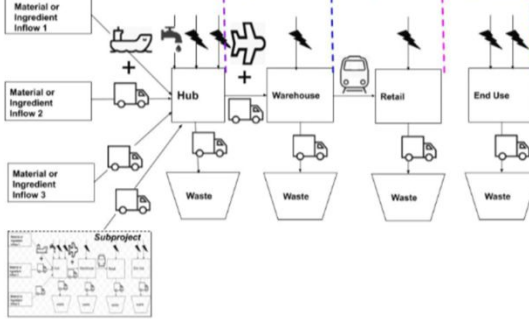 Material or
Ingredient
Inflow 1
+
+
Material or
Ingredient
Inflow 2
Hub
Warehouse
Retail
End Use
Material or
Ingredient
Inflow 3
Waste
Waste
Waste
Waste
Subproject